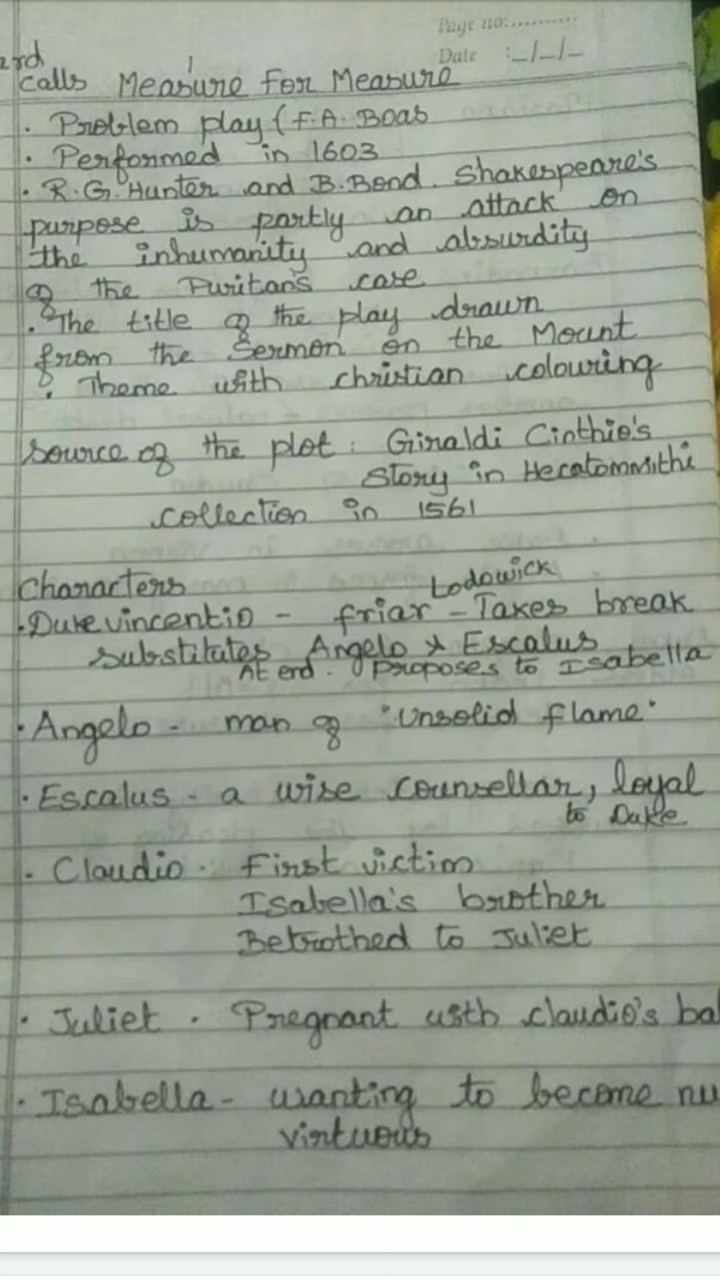 Page no:..........
Date :_/_/_
calls Measure For Measure
. Problem play (F.A. Boas
. Performed in 1603
. R.G. Hunter and B. Bond. Shakespeare's
purpose is partly an attack on
the inhumanity and absurdity
of the Puritan's case
. The title of the play drawn
from the Sermon on the Mount
. Theme with christian colouring
Source of the plot : Giraldi Cinthio's
Story in Hecatommithi
collection in 1561
Characters
. Duke vincentio - friar Lodowick - Takes break
substitutes Angelo & Escalus
At end. proposes to Isabella
. Angelo - man of "Unsolid flame"
. Escalus - a wise counsellar, loyal
to Duke
. Claudio . First victim
Isabella's brother
Betrothed to Juliet
. Juliet . Pregnant with claudio's ba
. Isabella - wanting to become nu
virtuous